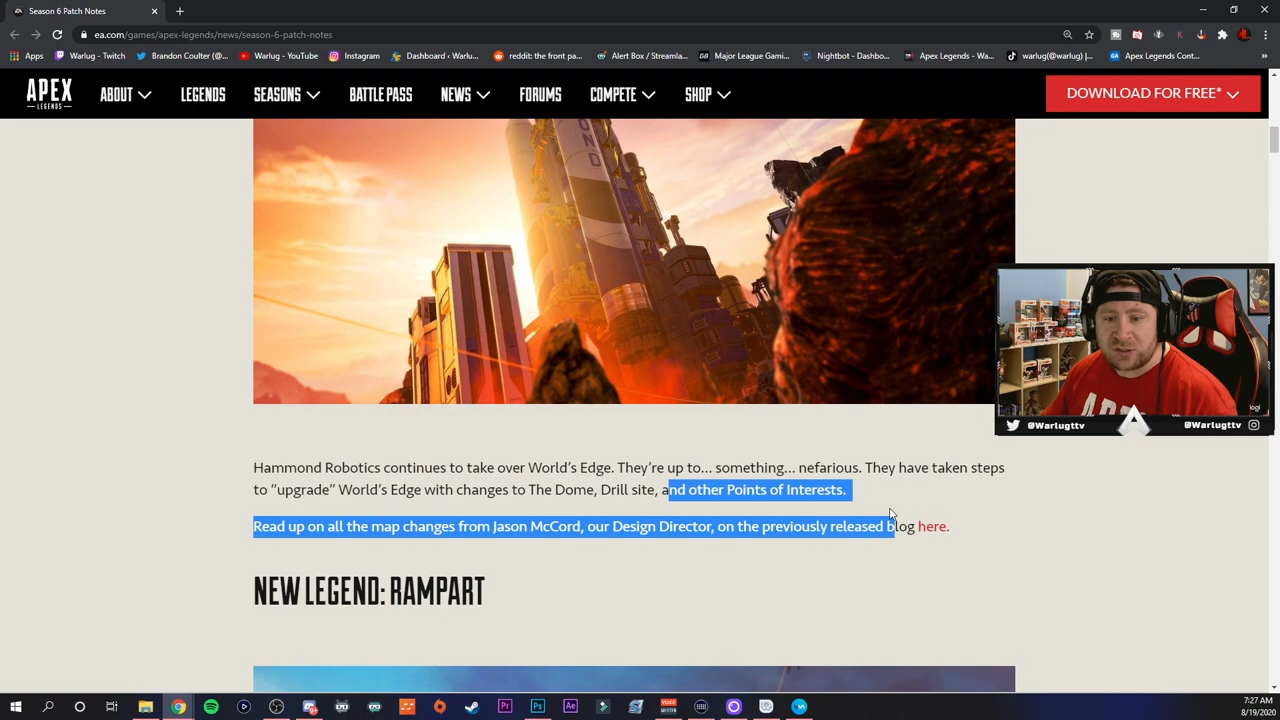 Season 6 Patch Notes
ea.com/games/apex-legends/news/season-6-patch-notes
Apps
Warlug - Twitch
Brandon Coulter (@...
Warlug - YouTube
Instagram
Dashboard ‹ Warlu...
reddit: the front pa...
Alert Box / Streamla...
Major League Gami...
Nightbot - Dashbo...
Apex Legends - Wa...
warlug(@warlug) |...
Apex Legends Cont...
APEX
LEGENDS
ABOUT
LEGENDS
SEASONS
BATTLE PASS
NEWS
FORUMS
COMPETE
SHOP
DOWNLOAD FOR FREE*
OND
logi
@Warlugttv
@Warlugttv
Hammond Robotics continues to take over World's Edge. They're up to... something... nefarious. They have taken steps
to “upgrade” World's Edge with changes to The Dome, Drill site, and other Points of Interests.
Read up on all the map changes from Jason McCord, our Design Director, on the previously released blog here.
NEW LEGEND: RAMPART
7:27 AM
8/19/2020